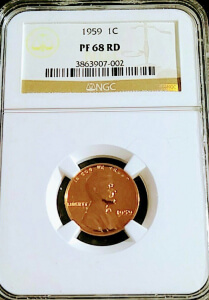 1959 1C
PF 68 RD
3863907-002
NGC
LIBERTY
1959